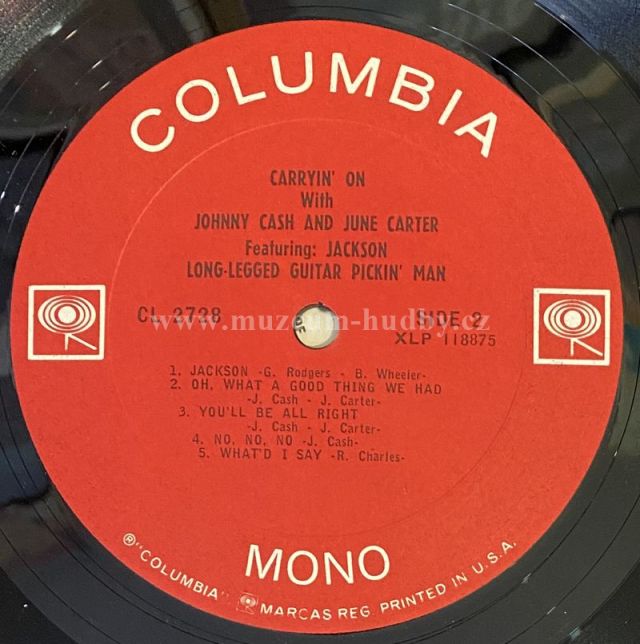 COLUMBIA
CARRYIN' ON
With
JOHNNY CASH AND JUNE CARTER
Featuring: JACKSON
LONG-LEGGED GUITAR PICKIN' MAN
CL 2728
SIDE 2
www.muzeum-hudby.cz
XLP 118875
1. JACKSON -G. Rodgers - B. Wheeler-
2. OH, WHAT A GOOD THING WE HAD
-J. Cash - J. Carter-
3. YOU'LL BE ALL RIGHT
-J. Cash - J. Carter-
4. NO, NO, NO -J. Cash-
5. WHAT'D I SAY -R. Charles-
MONO
®"COLUMBIA" MARCAS REG. PRINTED IN U.S.A.